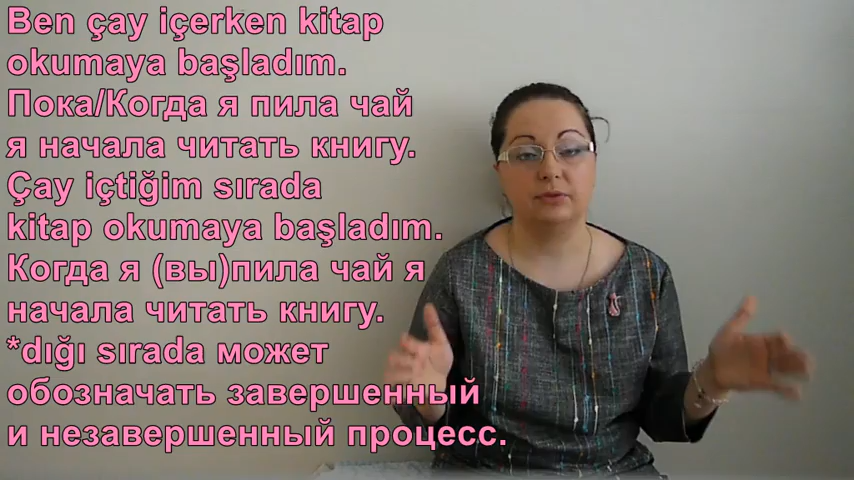 Ben çay içerken kitap
okumaya başladım.
Пока/Когда я пила чай
я начала читать книгу.
Çay içtiğim sırada
kitap okumaya başladım.
Когда я (вы)пила чай я
начала читать книгу.
*dığı sırada может
обозначать завершенный
и незавершенный процесс.